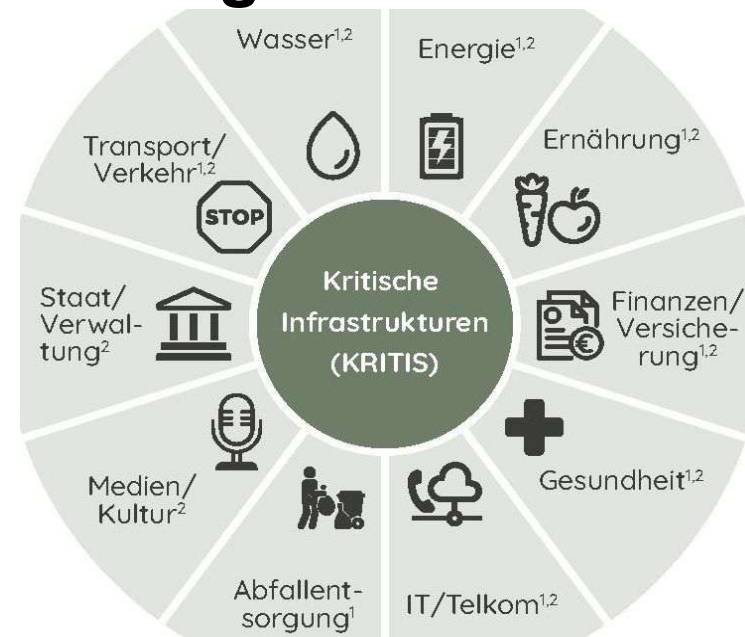 g
Wasser¹,²
Energie¹,²
Ernährung¹,²
Finanzen/
Versiche-
rung¹,²
Gesundheit¹,²
IT/Telkom¹,²
Abfallent-
sorgung¹
Medien/
Kultur²
Staat/
Verwal-
tung²
Transport/
Verkehr¹,²
STOP
Kritische
Infrastrukturen
(KRITIS)